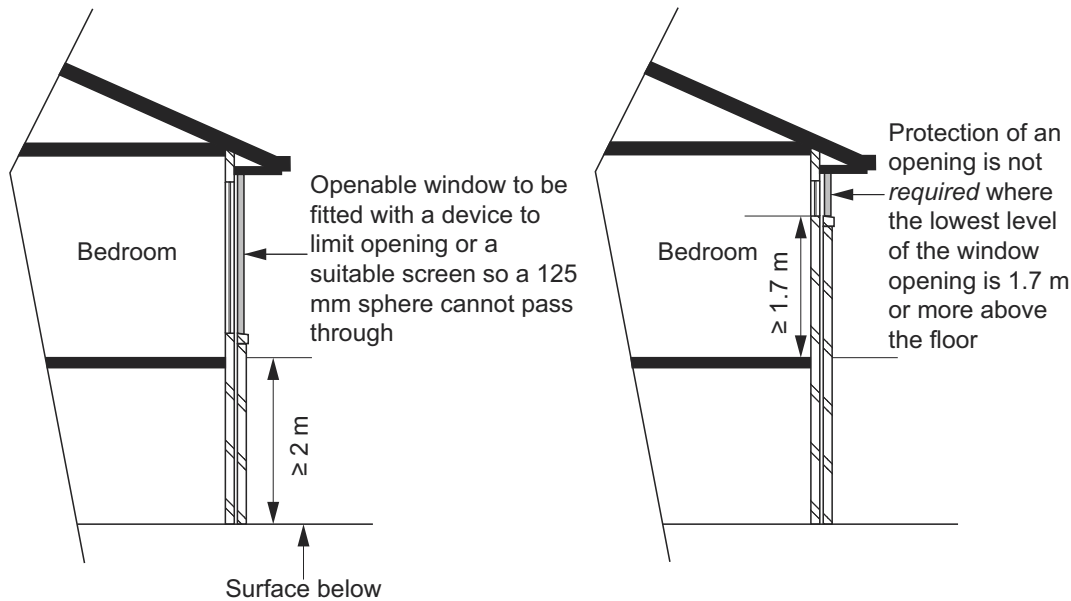 Bedroom
Openable window to be
fitted with a device to
limit opening or a
suitable screen so a 125
mm sphere cannot pass
through
≥ 2 m
Surface below
Bedroom
≥ 1.7 m
Protection of an
opening is not
required where
the lowest level
of the window
opening is 1.7 m
or more above
the floor